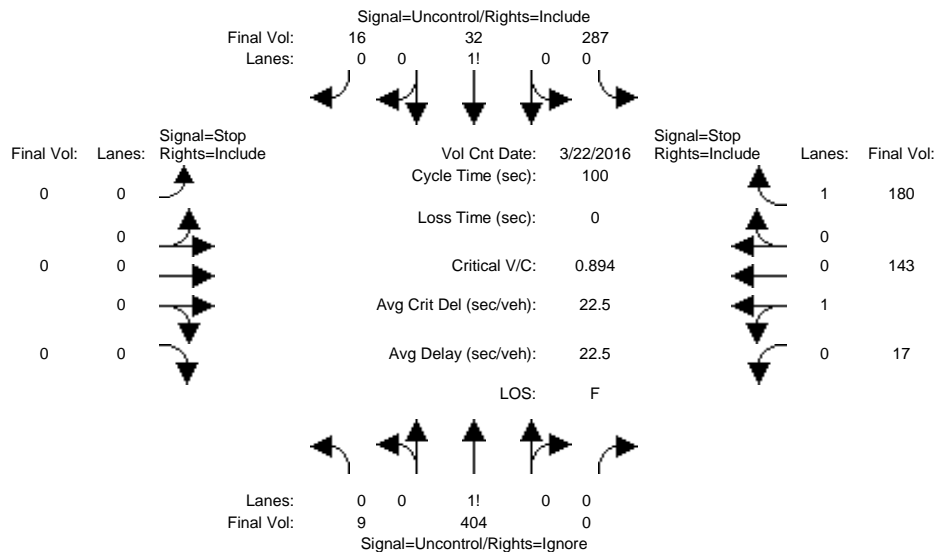 Signal=Uncontrol/Rights=Include
Final Vol: 16 32 287
Lanes: 0 0 1! 0 0
Signal=Stop Signal=Stop
Final Vol: Lanes: Rights=Include Vol Cnt Date: 3/22/2016 Rights=Include Lanes: Final Vol:
Cycle Time (sec): 100
0 0 1 180
Loss Time (sec): 0
0 0
0 0 Critical V/C: 0.894 0 143
0 Avg Crit Del (sec/veh): 22.5 1
0 0 Avg Delay (sec/veh): 22.5 0 17
LOS: F
Lanes: 0 0 1! 0 0
Final Vol: 9 404 0
Signal=Uncontrol/Rights=Ignore